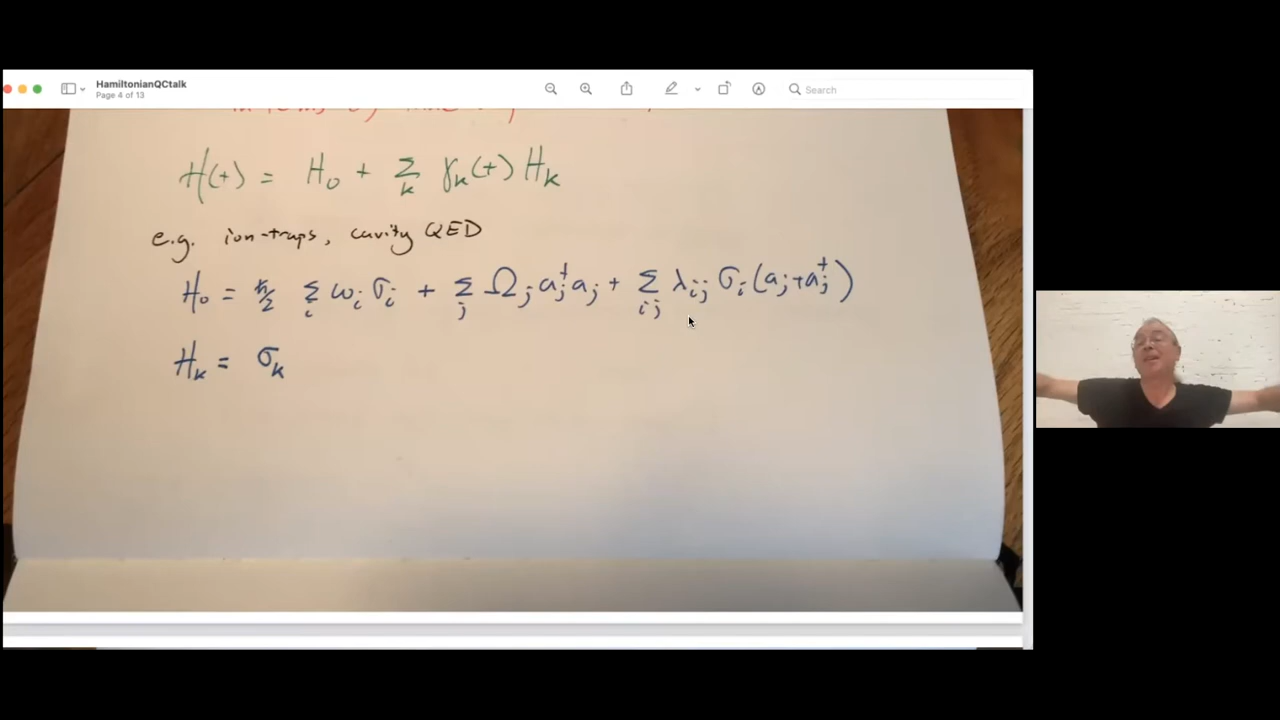 HamiltonianQCtalk
Page 4 of 13
Search
H(t) = H₀ + Σ_k γ_k(t) H_k
e.g. ion-traps, cavity QED
H₀ = ħ/2 Σ_i ω_i σ_i + Σ_j Ω_j a_j† a_j + Σ_ij λ_ij σ_i (a_j + a_j†)
H_k = σ_k